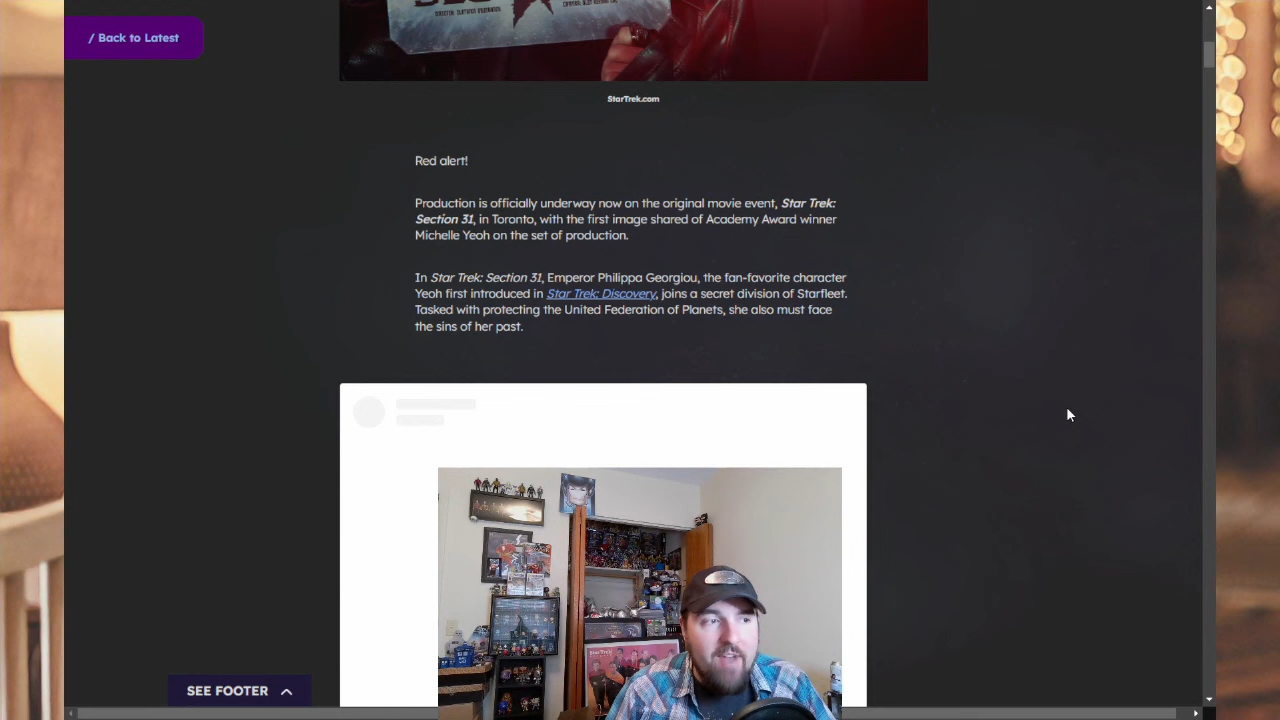 / Back to Latest
StarTrek.com
Red alert!
Production is officially underway now on the original movie event, Star Trek:
Section 31, in Toronto, with the first image shared of Academy Award winner
Michelle Yeoh on the set of production.
In Star Trek: Section 31, Emperor Philippa Georgiou, the fan-favorite character
Yeoh first introduced in Star Trek: Discovery, joins a secret division of Starfleet.
Tasked with protecting the United Federation of Planets, she also must face
the sins of her past.
SEE FOOTER